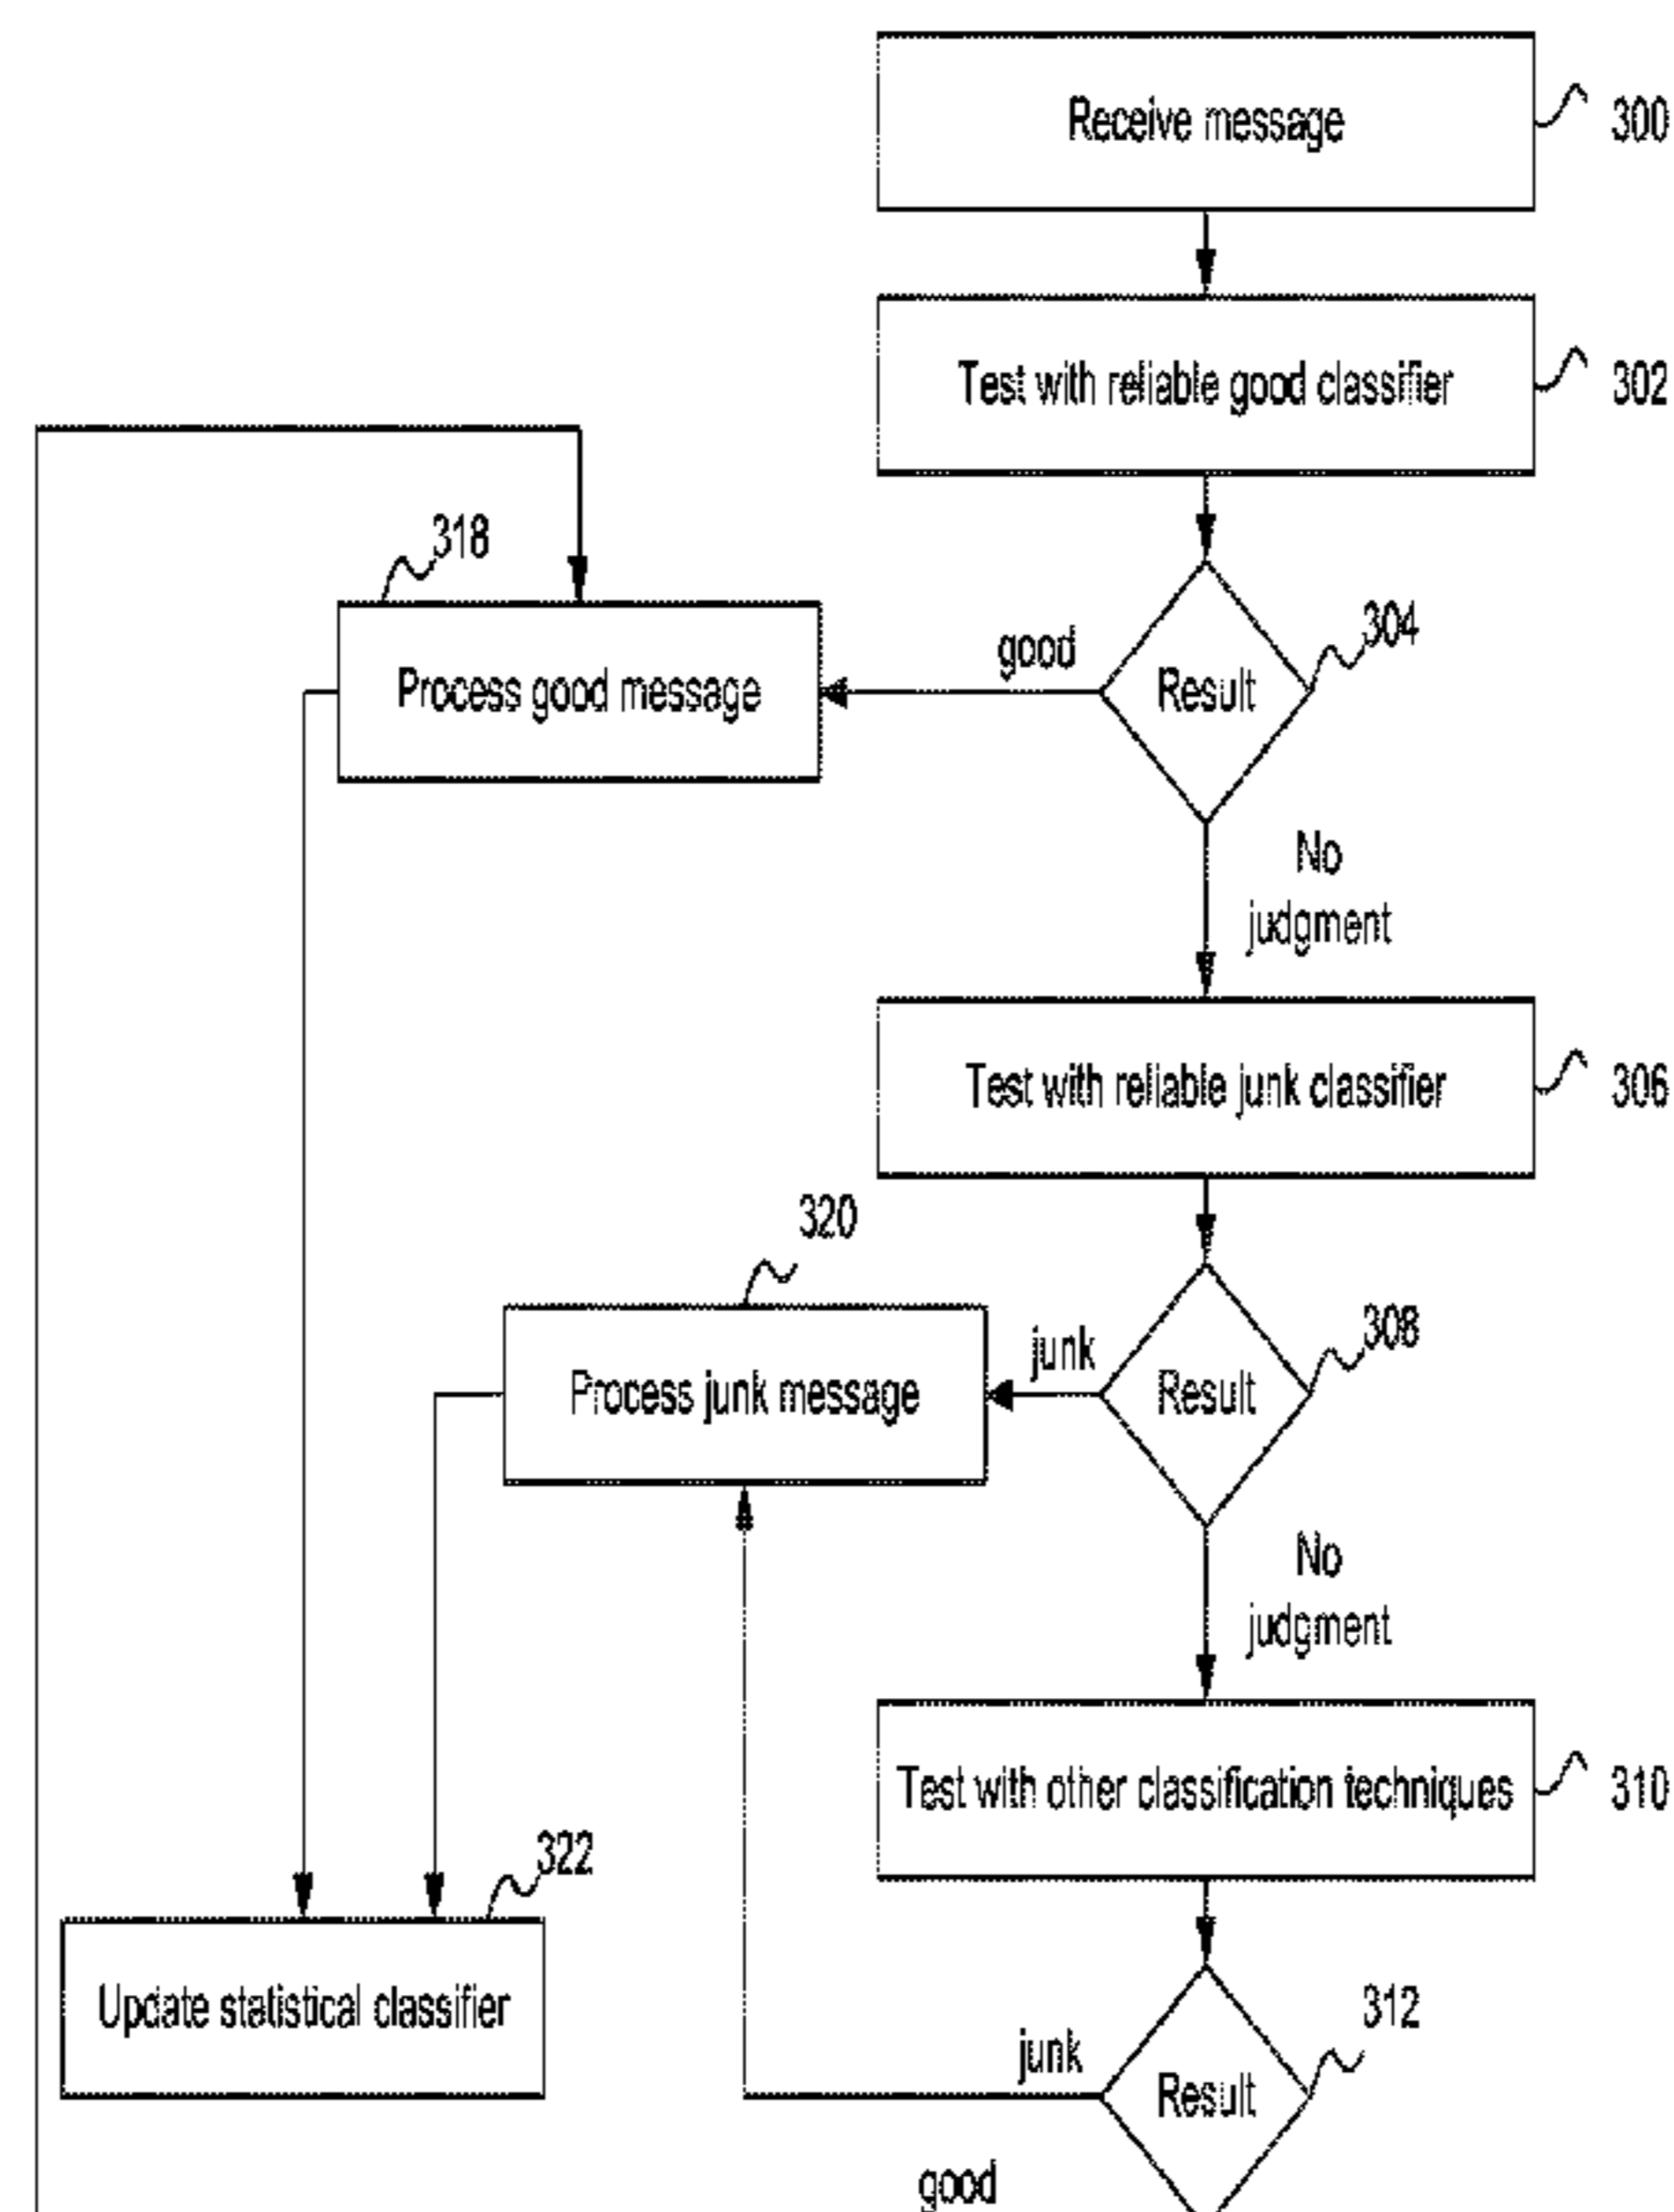 Receive message
300
Test with reliable good classifier
302
318
304
good
Process good message
Result
No
judgment
Test with reliable junk classifier
306
320
308
junk
Process junk message
Result
No
judgment
Test with other classification techniques
310
322
312
Update statistical classifier
junk
Result
good